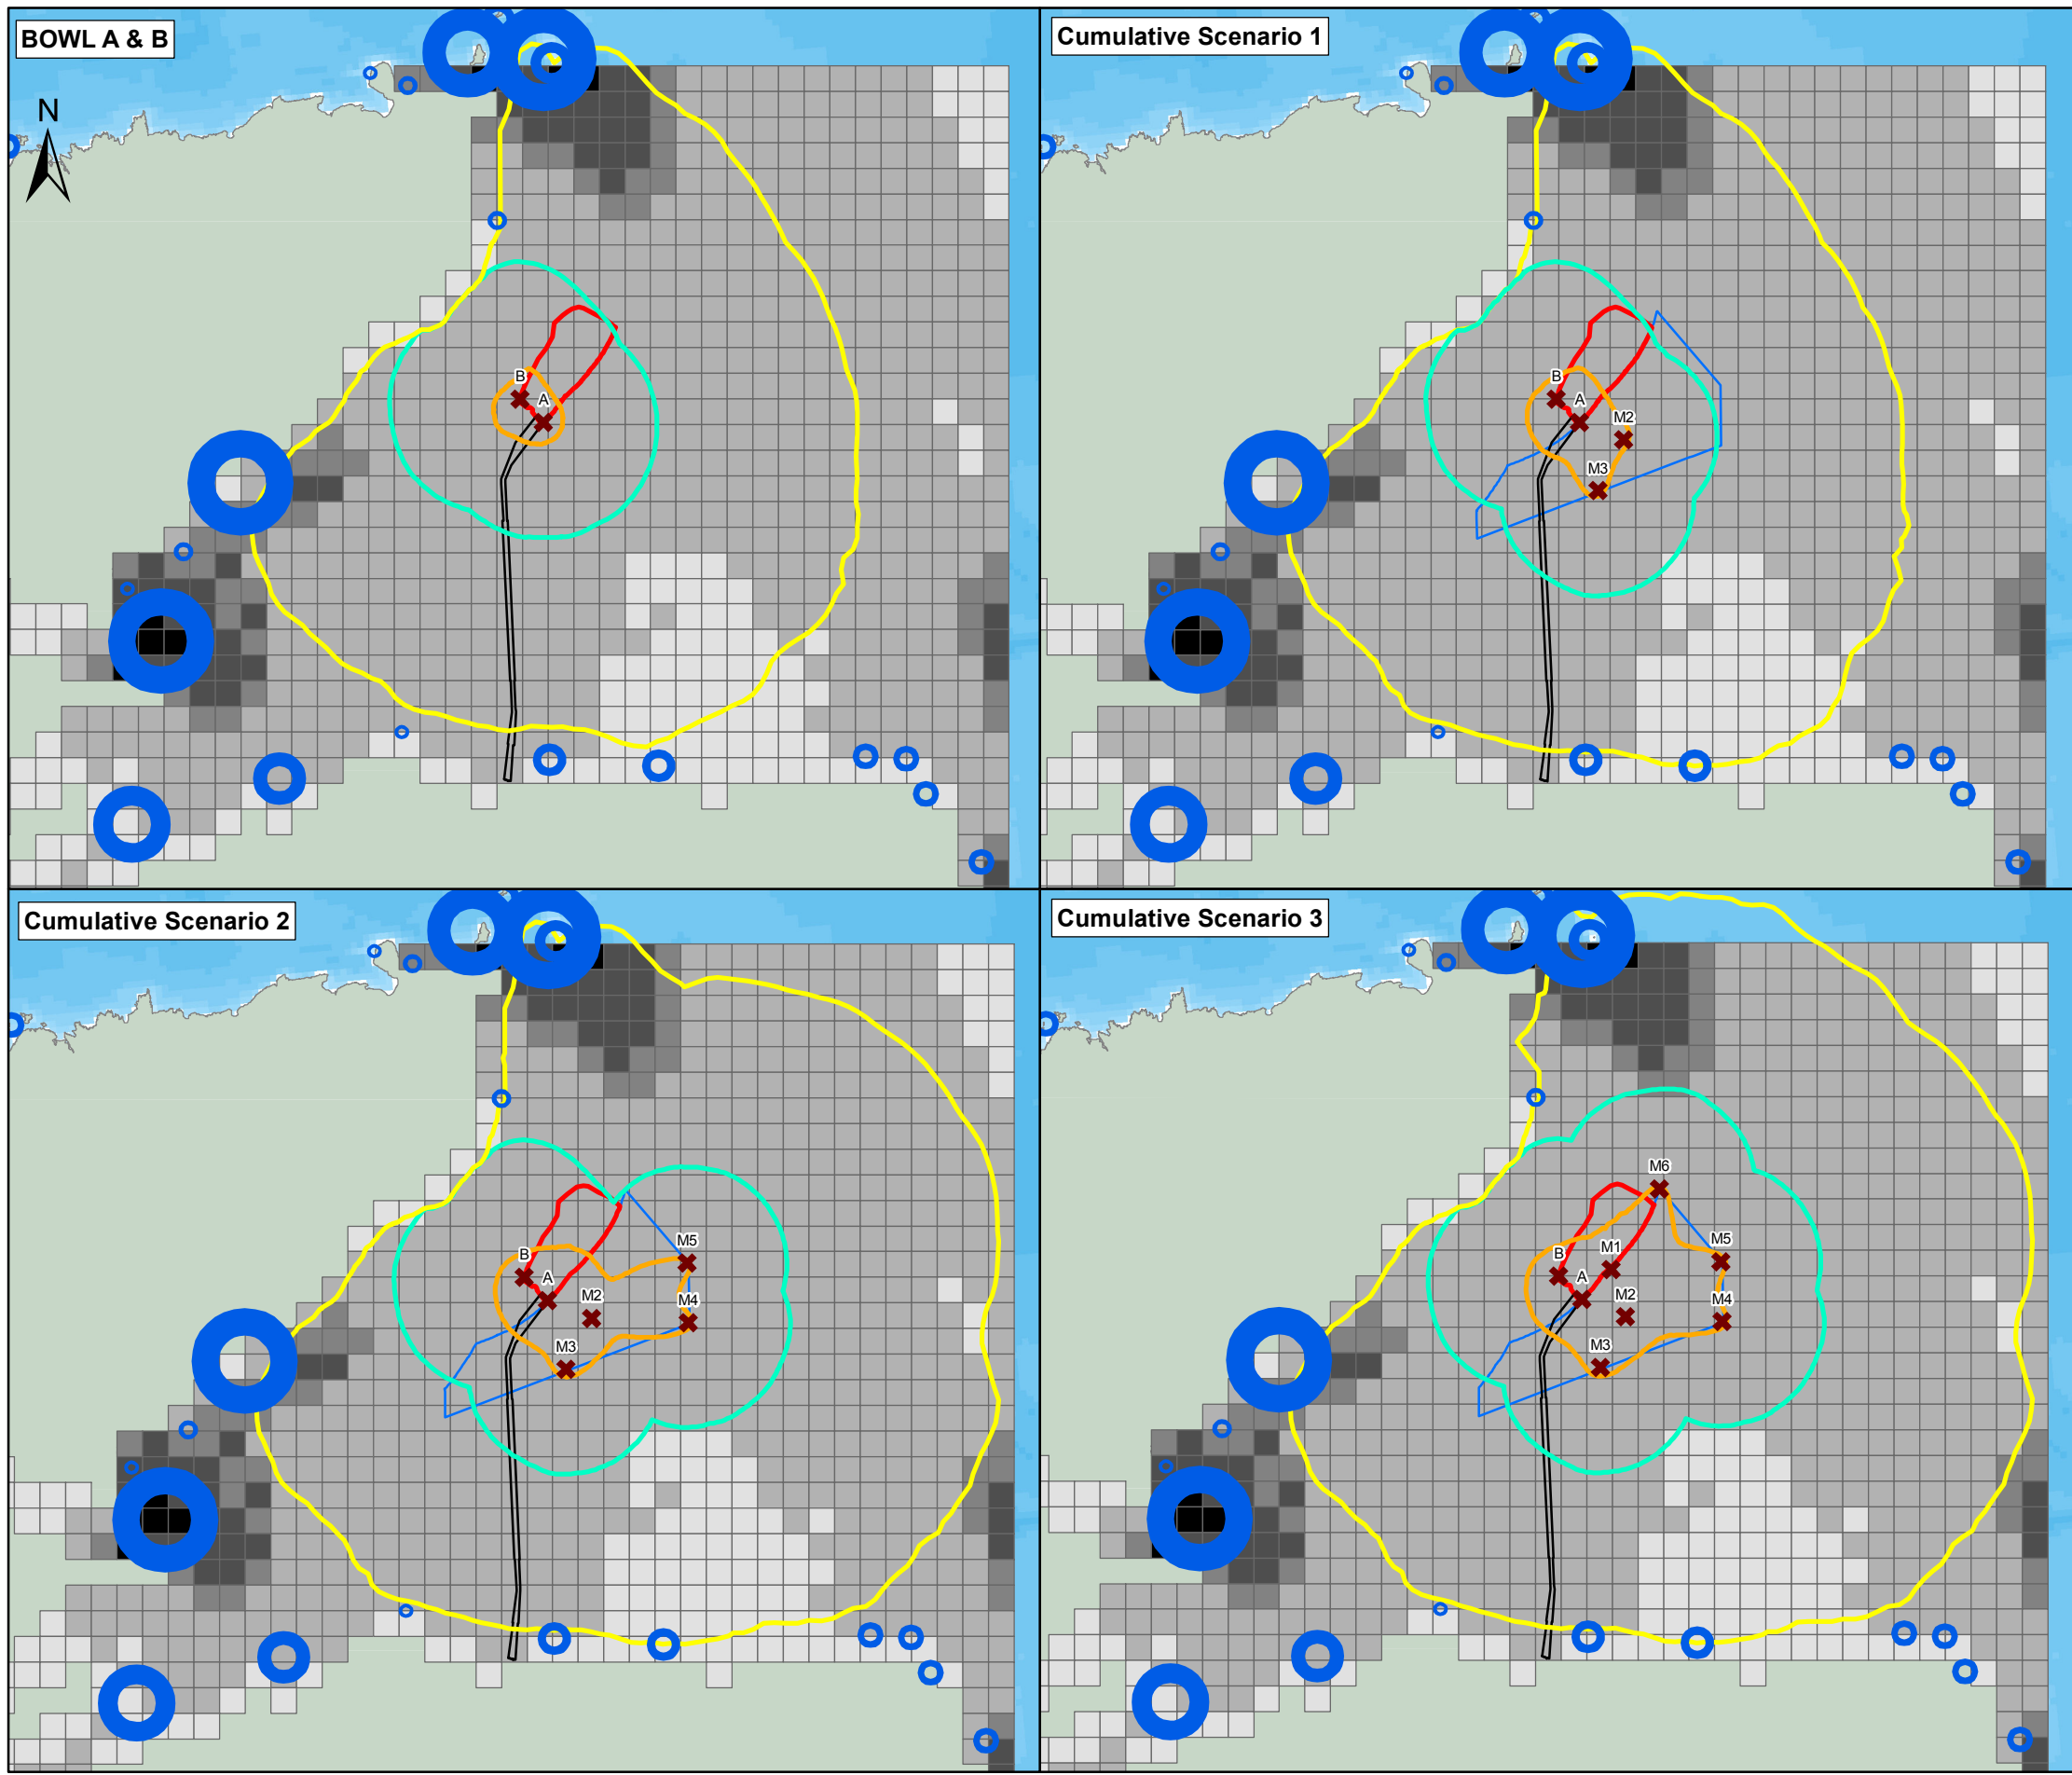 BOWL A & B
N
B
A
Cumulative Scenario 1
B
A
M2
M3
Cumulative Scenario 2
B
A
M5
M2
M4
M3
Cumulative Scenario 3
M6
B
M1
M5
A
M2
M4
M3